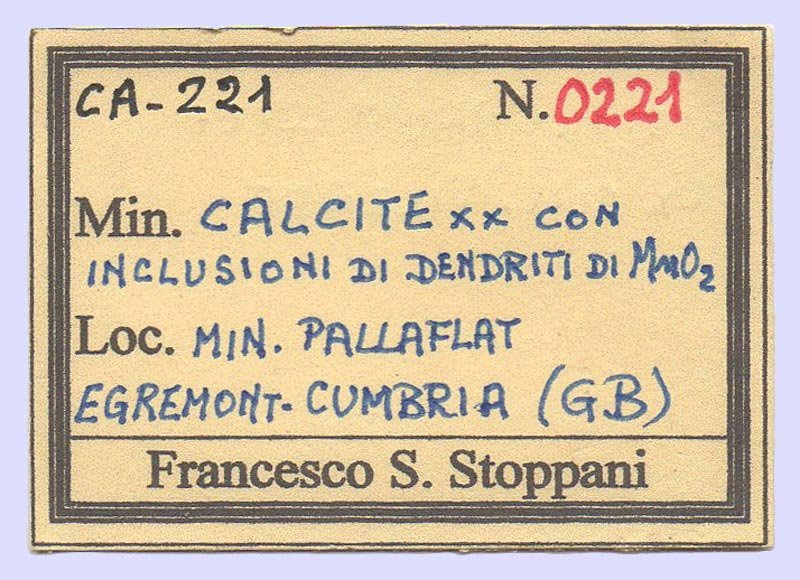 CA-221 N.0221
Min. CALCITE xx CON
INCLUSIONI DI DENDRITI DI MnO2
Loc. MIN. PALLAFLAT
EGREMONT- CUMBRIA (GB)
Francesco S. Stoppani